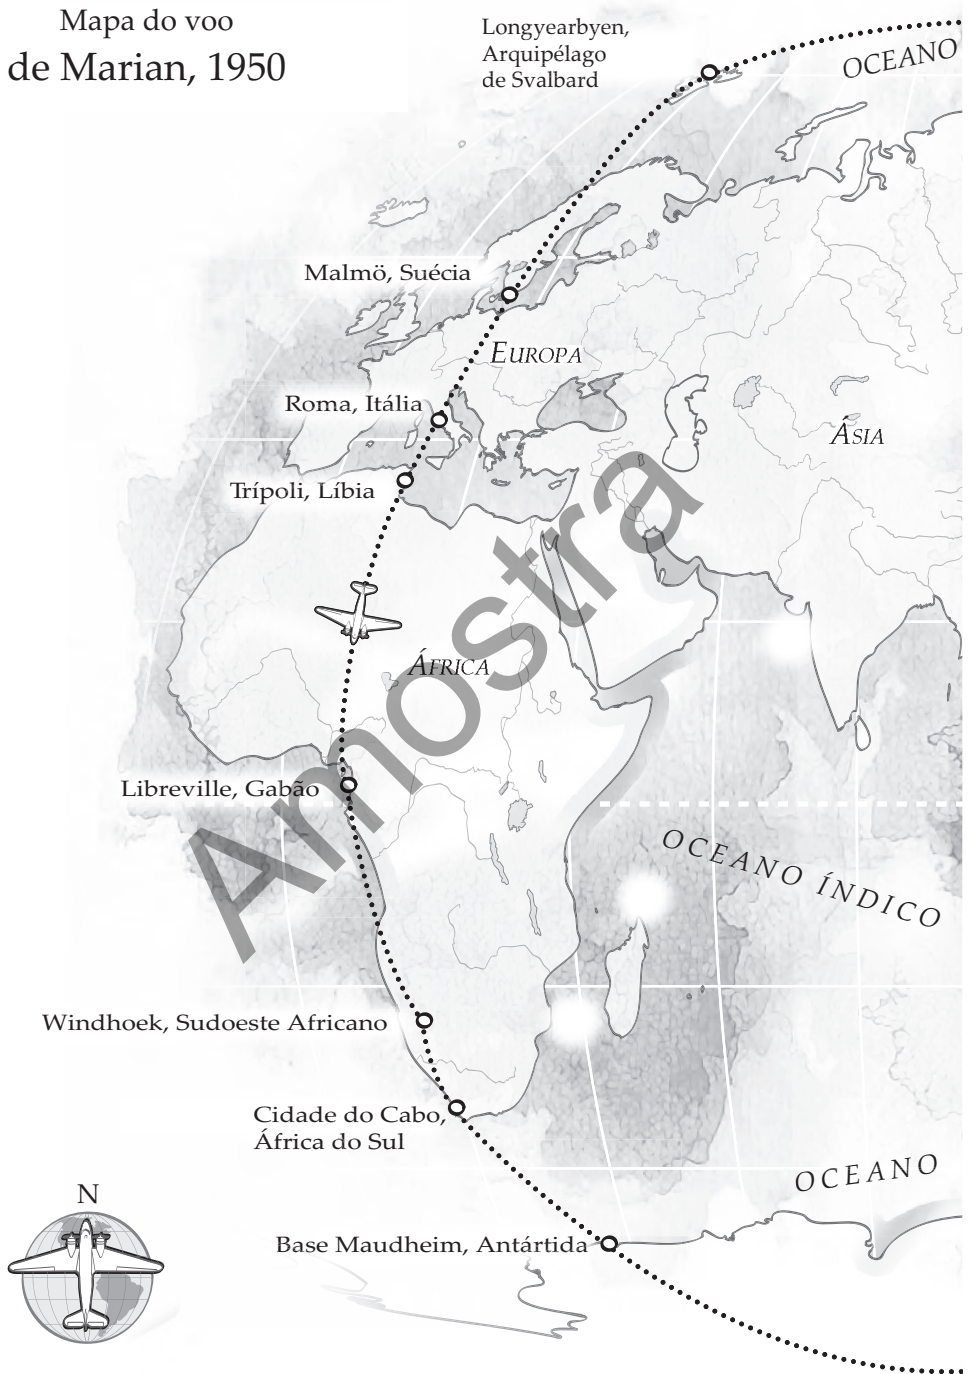 Mapa do voo
de Marian, 1950
Longyearbyen,
Arquipélago
de Svalbard
OCEANO
Malmö, Suécia
EUROPA
Roma, Itália
ÁSIA
Trípoli, Líbia
ÁFRICA
Amostra
Libreville, Gabão
OCEANO ÍNDICO
Windhoek, Sudoeste Africano
Cidade do Cabo,
África do Sul
OCEANO
N
Base Maudheim, Antártida